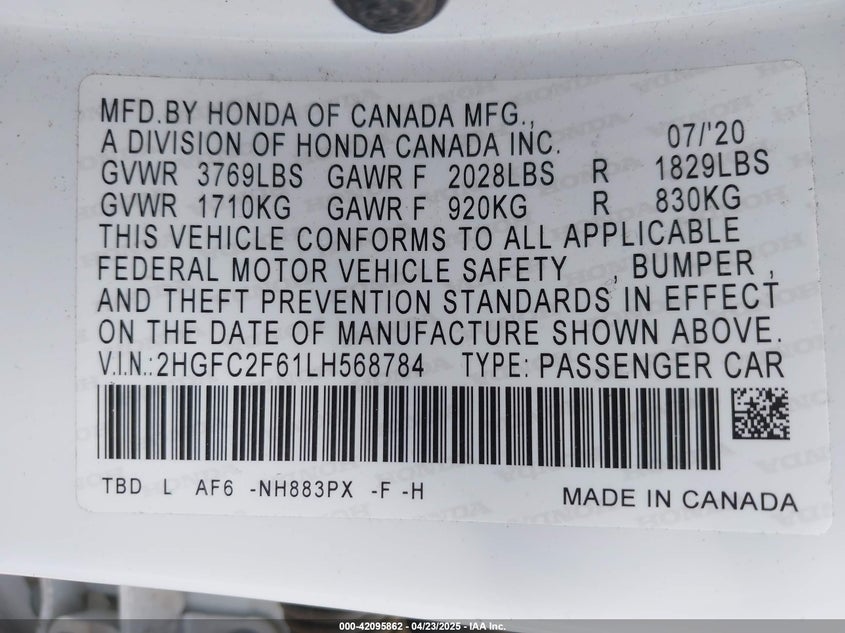 MFD.BY HONDA OF CANADA MFG.,
A DIVISION OF HONDA CANADA INC. 07/'20
GVWR 3769LBS GAWR F 2028LBS R 1829LBS
GVWR 1710KG GAWR F 920KG R 830KG
THIS VEHICLE CONFORMS TO ALL APPLICABLE
FEDERAL MOTOR VEHICLE SAFETY , BUMPER ,
AND THEFT PREVENTION STANDARDS IN EFFECT
ON THE DATE OF MANUFACTURE SHOWN ABOVE.
V.I.N.:2HGFC2F61LH568784 TYPE: PASSENGER CAR
TBD L AF6 -NH883PX -F -H MADE IN CANADA
000-42095862 - 04/23/2025 - IAA Inc.